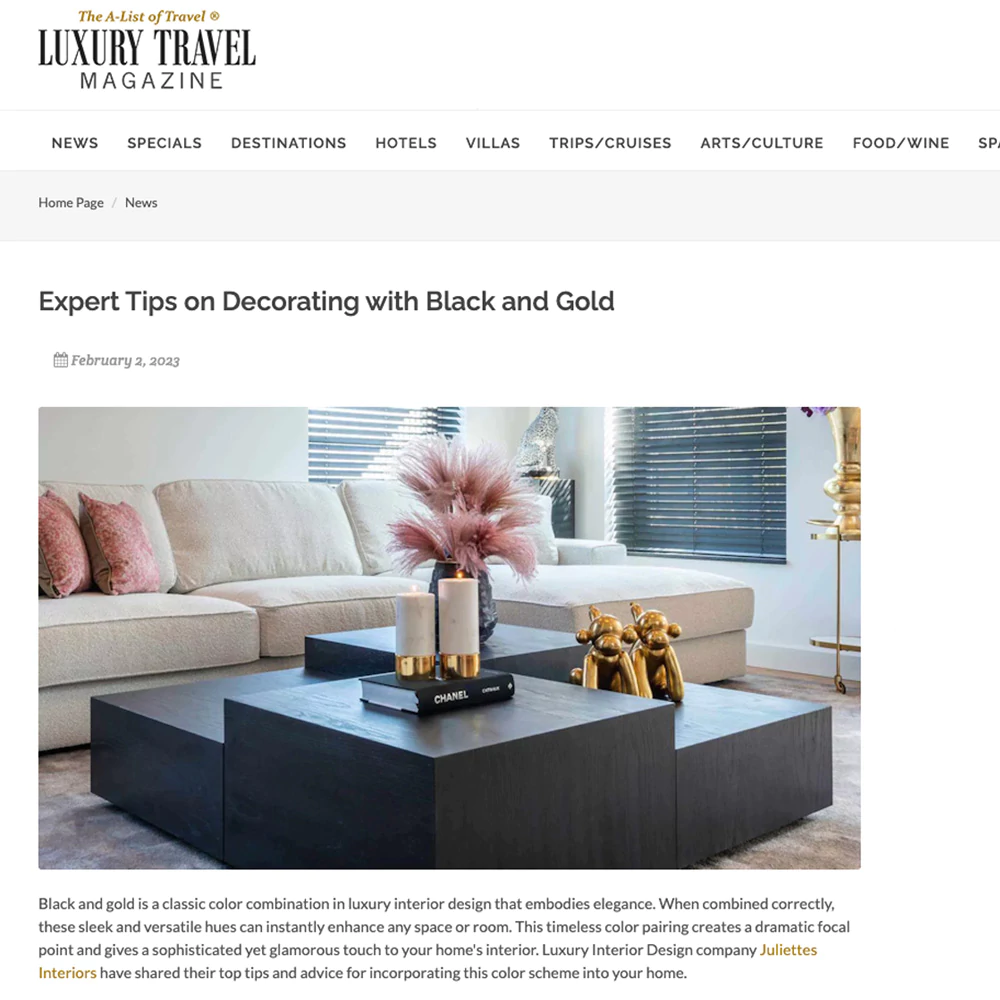 The A-List of Travel ®
LUXURY TRAVEL
MAGAZINE
NEWS SPECIALS DESTINATIONS HOTELS VILLAS TRIPS/CRUISES ARTS/CULTURE FOOD/WINE SPA
Home Page / News
Expert Tips on Decorating with Black and Gold
February 2, 2023
CHANEL
Black and gold is a classic color combination in luxury interior design that embodies elegance. When combined correctly,
these sleek and versatile hues can instantly enhance any space or room. This timeless color pairing creates a dramatic focal
point and gives a sophisticated yet glamorous touch to your home's interior. Luxury Interior Design company Juliettes
Interiors have shared their top tips and advice for incorporating this color scheme into your home.